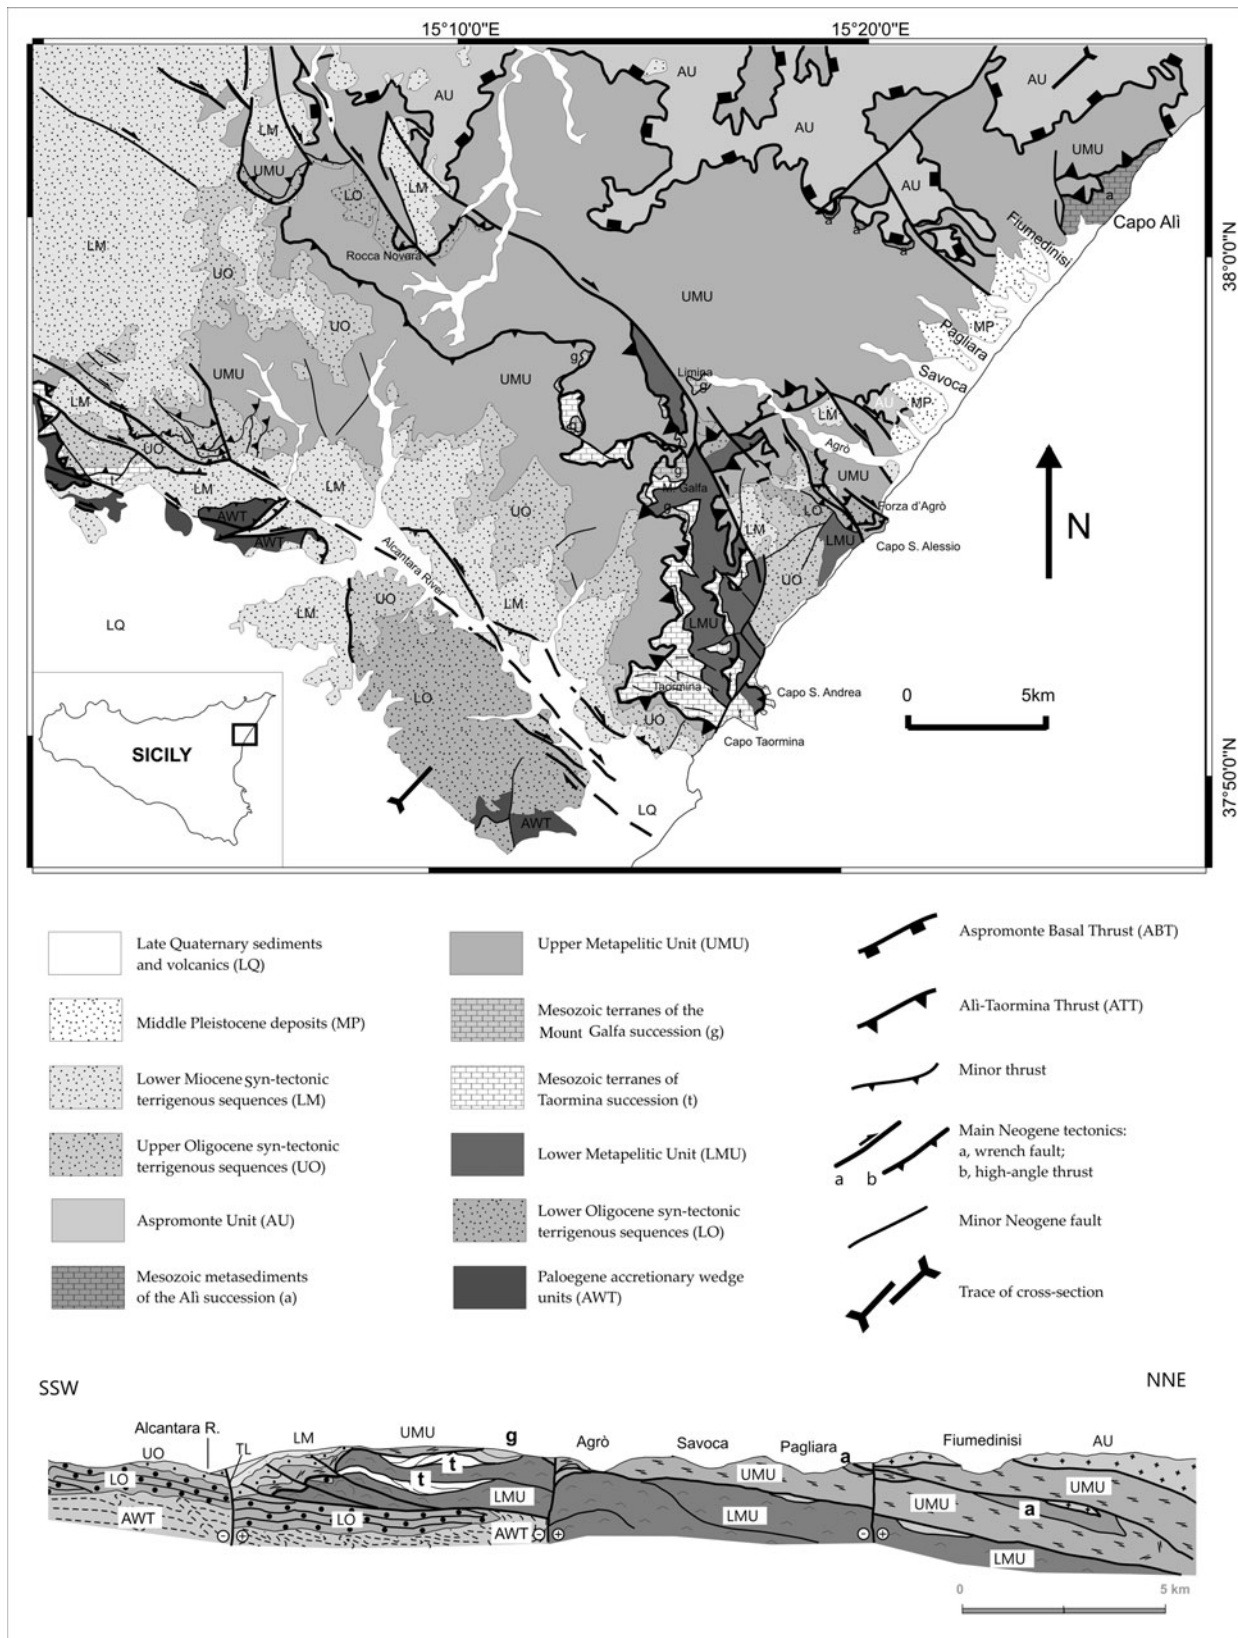 15°10'0"E
15°20'0"E
AU
AU
AU
LM
UMU
LO
LM
AU
AU
UMU
a
Capo Alì
a
a
a
Fiumedinisi
38°0'0"N
LM
UO
Rocca Novara
UO
UMU
MP
Pagliara
UMU
UMU
g
Limina
g
Savoca
AU
MP
LM
LM
g
UO
g
Agrò
UMU
t
LM
LM
g
M. Galfa
g
UO
LO
Forza d'Agrò
AWT
AWT
LM
LMU
Capo S. Alessio
Alcantara River
LM
UO
LM
UO
LQ
LMU
N
LO
t
Taormina
Capo S. Andrea
UO
Capo Taormina
0 5km
SICILY
LQ
AWT
37°50'0"N
Late Quaternary sediments
and volcanics (LQ)
Middle Pleistocene deposits (MP)
Lower Miocene syn-tectonic
terrigenous sequences (LM)
Upper Oligocene syn-tectonic
terrigenous sequences (UO)
Aspromonte Unit (AU)
Mesozoic metasediments
of the Alì succession (a)
Upper Metapelitic Unit (UMU)
Mesozoic terranes of the
Mount Galfa succession (g)
Mesozoic terranes of
Taormina succession (t)
Lower Metapelitic Unit (LMU)
Lower Oligocene syn-tectonic
terrigenous sequences (LO)
Paloegene accretionary wedge
units (AWT)
Aspromonte Basal Thrust (ABT)
Alì-Taormina Thrust (ATT)
Minor thrust
Main Neogene tectonics:
a, wrench fault;
b, high-angle thrust
a b
Minor Neogene fault
Trace of cross-section
SSW
NNE
Alcantara R.
UO
TL
LM
UMU
g
Agrò
Savoca
Pagliara
a
Fiumedinisi
AU
LO
t
t
UMU
UMU
UMU
AWT
LMU
LO
AWT
LMU
a
LMU
- +
- +
- +
0 5 km